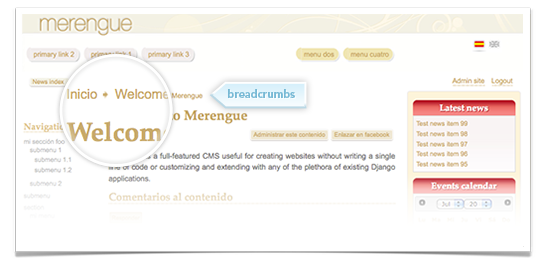 merengue
primary link 2
primary link 1
primary link 3
menu dos
menu cuatro
News index
Inicio • Welcome
Merengue
breadcrumbs
Admin site
Logout
Welcom
o Merengue
Administrar este contenido
Enlazar en facebook
Navigati
mi sección foo
submenu 1
submenu 1,1
submenu 1,2
submenu 2
submenu
submenu
is a full-featured CMS useful for creating websites without writing a single
line of code or customizing and extending with any of the plethora of existing Django
applications.
Comentarios al contenido
Latest news
Test news item 99
Test news item 98
Test news item 97
Test news item 96
Test news item 95
Events calendar
Jul
20